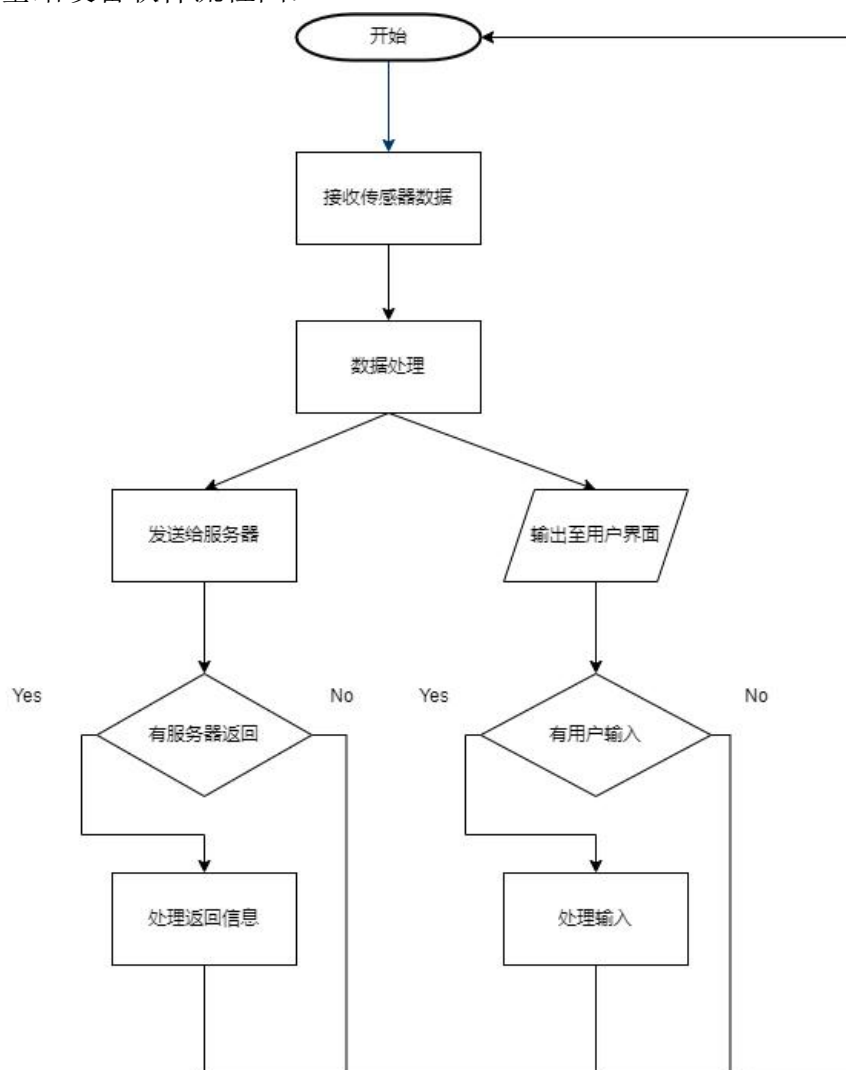 开始
接收传感器数据
数据处理
发送给服务器
输出至用户界面
Yes
有服务器返回
No
Yes
有用户输入
No
处理返回信息
处理输入